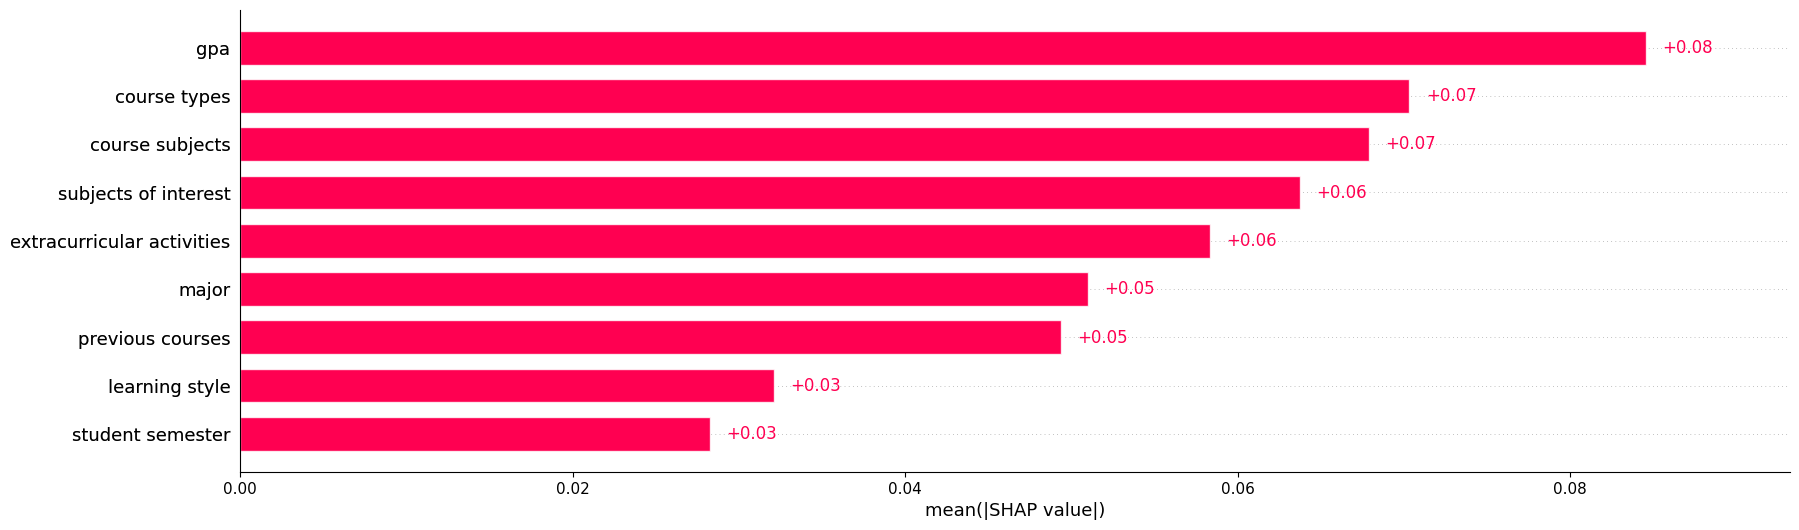 gpa +0.08
course types +0.07
course subjects +0.07
subjects of interest +0.06
extracurricular activities +0.06
major +0.05
previous courses +0.05
learning style +0.03
student semester +0.03
0.00 0.02 0.04 0.06 0.08
mean(|SHAP value|)